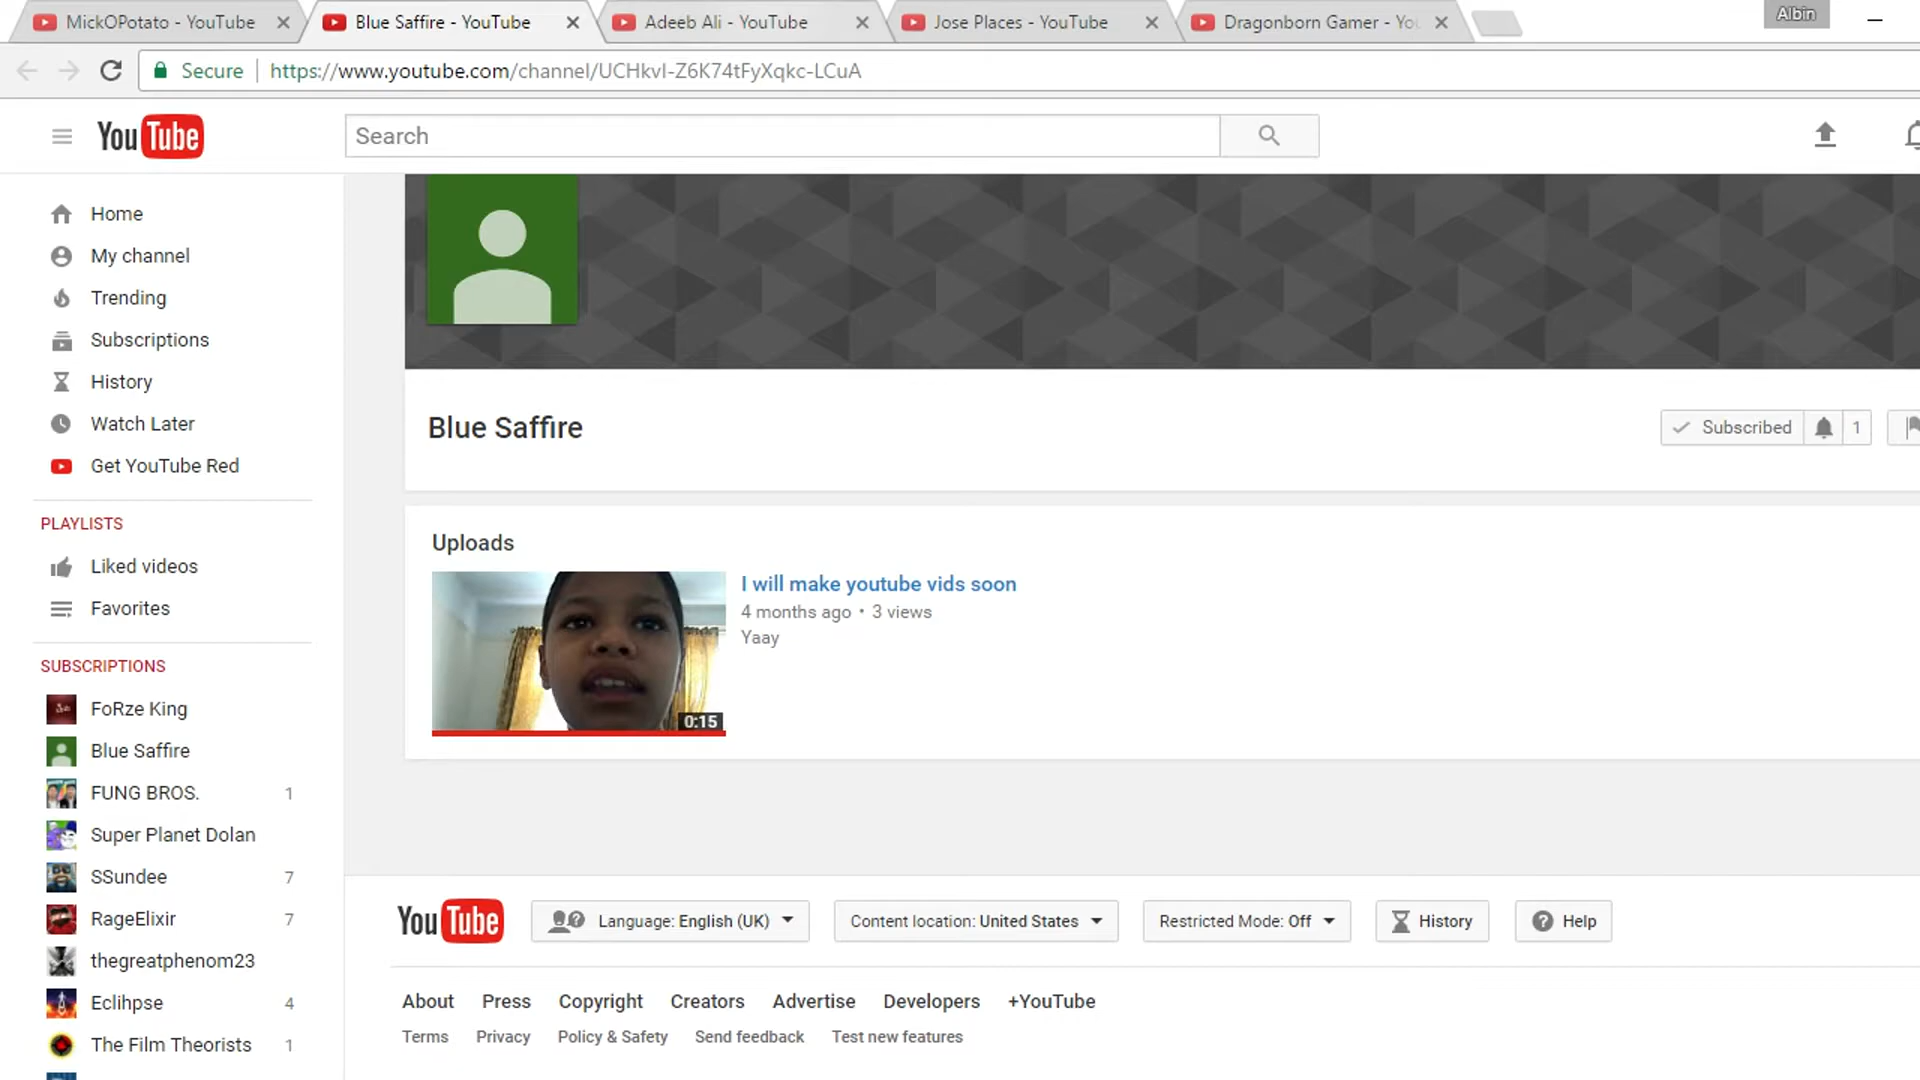 MickOPotato - YouTube
Blue Saffire - YouTube
Adeeb Ali - YouTube
Jose Places - YouTube
Dragonborn Gamer - You
Albin
Secure
https://www.youtube.com/channel/UCHkvI-Z6K74tFyXqkc-LCuA
YouTube
Search
Home
My channel
Trending
Subscriptions
History
Watch Later
Get YouTube Red
PLAYLISTS
Liked videos
Favorites
SUBSCRIPTIONS
FoRze King
Blue Saffire
FUNG BROS. 1
Super Planet Dolan
SSundee 7
RageElixir 7
thegreatphenom23
Eclihpse 4
The Film Theorists 1
Blue Saffire
Subscribed 1
Uploads
0:15
I will make youtube vids soon
4 months ago • 3 views
Yaay
YouTube
Language: English (UK)
Content location: United States
Restricted Mode: Off
History
Help
About Press Copyright Creators Advertise Developers +YouTube
Terms Privacy Policy & Safety Send feedback Test new features